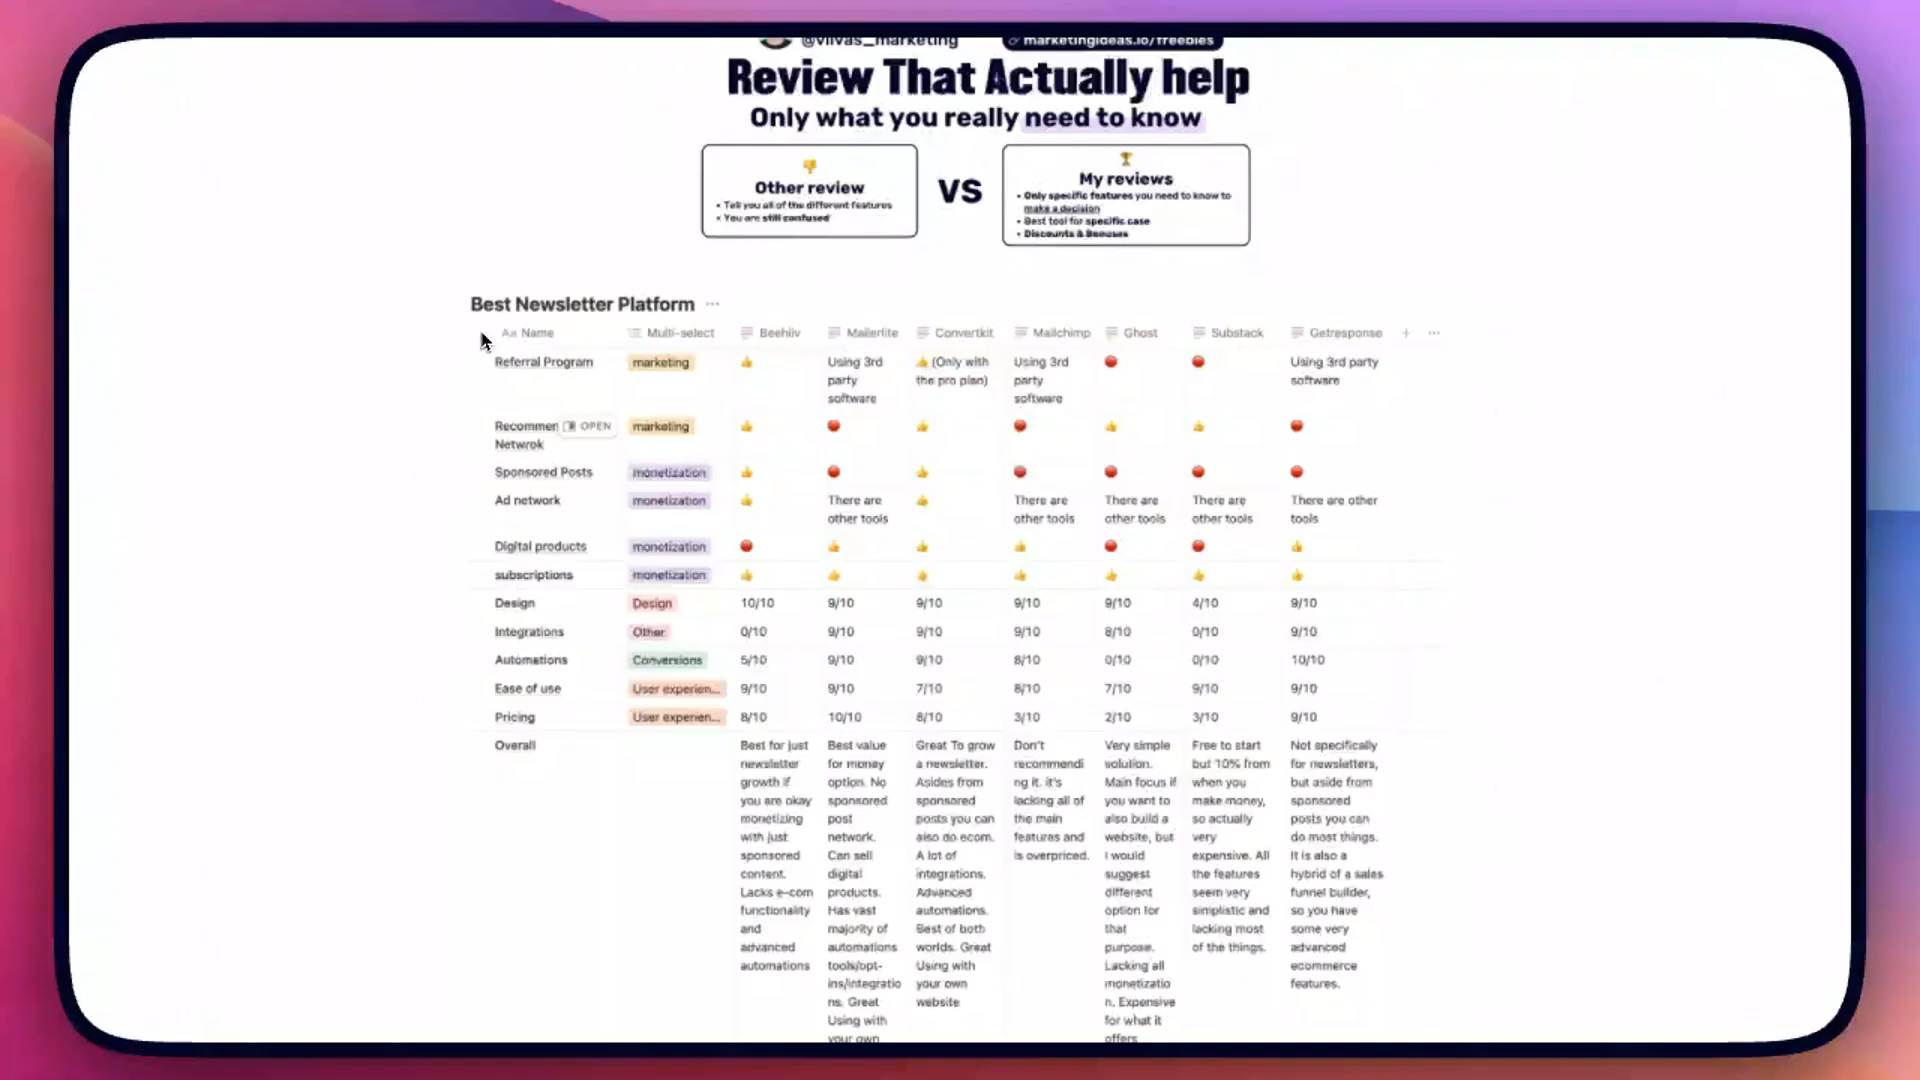 @viivas_marketing marketingideas.io/freebies
Review That Actually help
Only what you really need to know
Other review
• Tell you all of the different features
• You are still confused
VS
My reviews
• Only specific features you need to know to
make a decision
• Best tool for specific case
• Discounts & Bonuses
Best Newsletter Platform ...
Aa Name Multi-select Beehiiv Mailerlite Convertkit Mailchimp Ghost Substack Getresponse + ...
Referral Program marketing 👍 Using 3rd party software 👍 (Only with the pro plan) Using 3rd party software 🔴 🔴 Using 3rd party software
Recommen OPEN Netwrok marketing 👍 🔴 👍 🔴 👍 👍 🔴
Sponsored Posts monetization 👍 🔴 👍 🔴 🔴 🔴 🔴
Ad network monetization 👍 There are other tools 👍 There are other tools There are other tools There are other tools There are other tools
Digital products monetization 🔴 👍 👍 👍 🔴 🔴 👍
subscriptions monetization 👍 👍 👍 👍 👍 👍 👍
Design Design 10/10 9/10 9/10 9/10 9/10 4/10 9/10
Integrations Other 0/10 9/10 9/10 9/10 8/10 0/10 9/10
Automations Conversions 5/10 9/10 9/10 8/10 0/10 0/10 10/10
Ease of use User experien... 9/10 9/10 7/10 8/10 7/10 9/10 9/10
Pricing User experien... 8/10 10/10 8/10 3/10 2/10 3/10 9/10
Overall
Best for just
newsletter
growth if
you are okay
monetizing
with just
sponsored
content.
Lacks e-com
functionality
and
advanced
automations
Best value
for money
option. No
sponsored
post
network.
Can sell
digital
products.
Has vast
majority of
automations
tools/opt-
ins/integratio
ns. Great
Using with
your own
Great To grow
a newsletter.
Asides from
sponsored
posts you can
also do ecom.
A lot of
integrations.
Advanced
automations.
Best of both
worlds. Great
Using with
your own
website
Don't
recommendi
ng it. it's
lacking all of
the main
features and
is overpriced.
Very simple
solution.
Main focus if
you want to
also build a
website, but
I would
suggest
different
option for
that
purpose.
Lacking all
monetizatio
n. Expensive
for what it
offers
Free to start
but 10% from
when you
make money,
so actually
very
expensive. All
the features
seem very
simplistic and
lacking most
of the things.
Not specifically
for newsletters,
but aside from
sponsored
posts you can
do most things.
It is also a
hybrid of a sales
funnel builder,
so you have
some very
advanced
ecommerce
features.